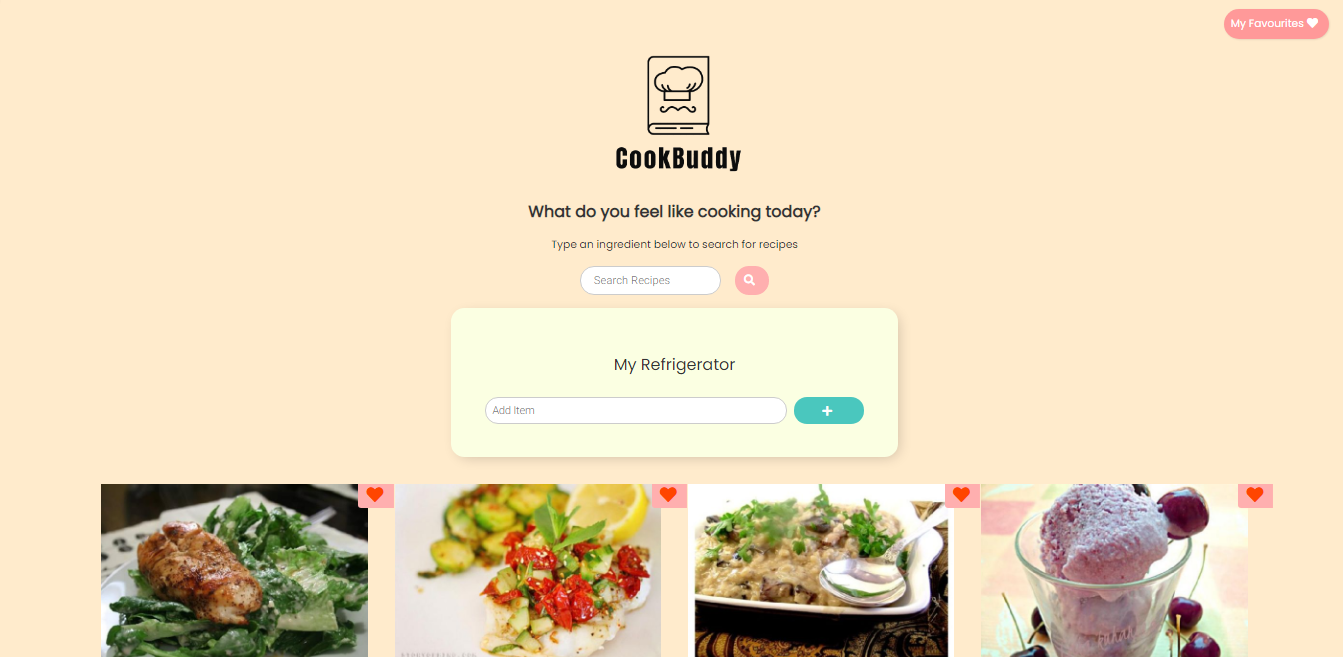 My Favourites
CookBuddy
What do you feel like cooking today?
Type an ingredient below to search for recipes
Search Recipes
My Refrigerator
Add Item